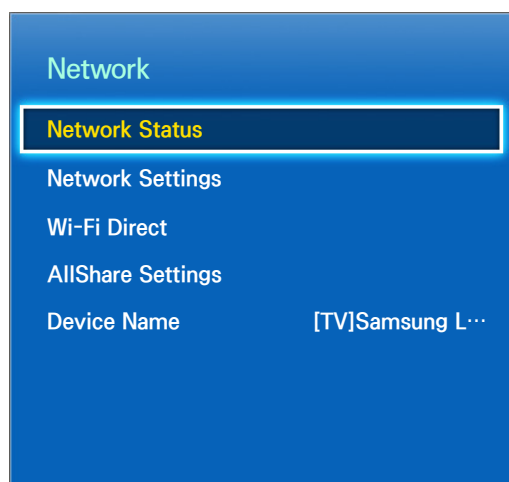 Network
Network Status
Network Settings
Wi-Fi Direct
AllShare Settings
Device Name [TV]Samsung L···